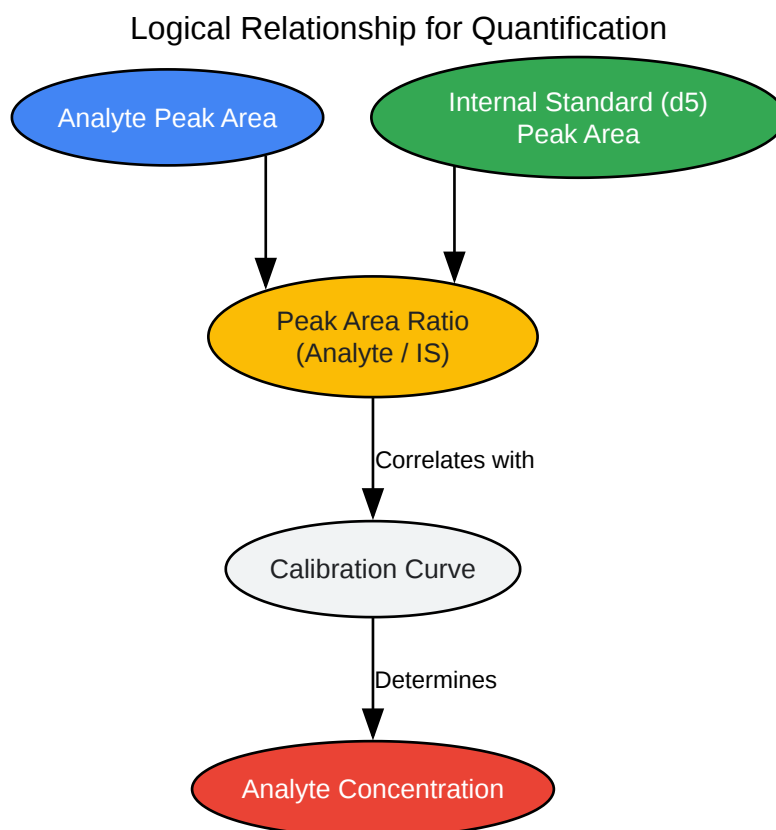 Logical Relationship for Quantification
Analyte Peak Area
Internal Standard (d5)
Peak Area
Peak Area Ratio
(Analyte / IS)
Correlates with
Calibration Curve
Determines
Analyte Concentration